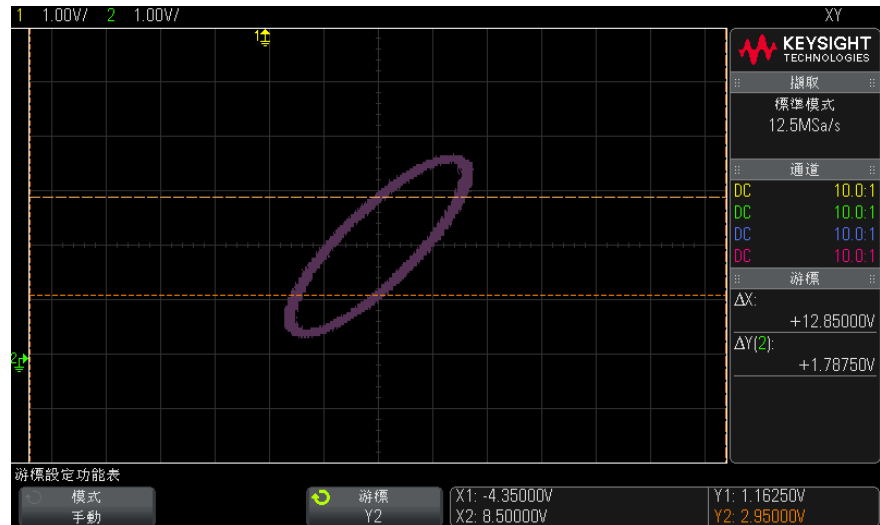 1 1.00V/ 2 1.00V/ XY
1
KEYSIGHT
TECHNOLOGIES
擷取
標準模式
12.5MSa/s
通道
DC 10.0:1
DC 10.0:1
DC 10.0:1
DC 10.0:1
游標
ΔX:
+12.85000V
ΔY(2):
+1.78750V
2
游標設定功能表
模式
手動
游標
Y2
X1: -4.35000V
X2: 8.50000V
Y1: 1.16250V
Y2: 2.95000V